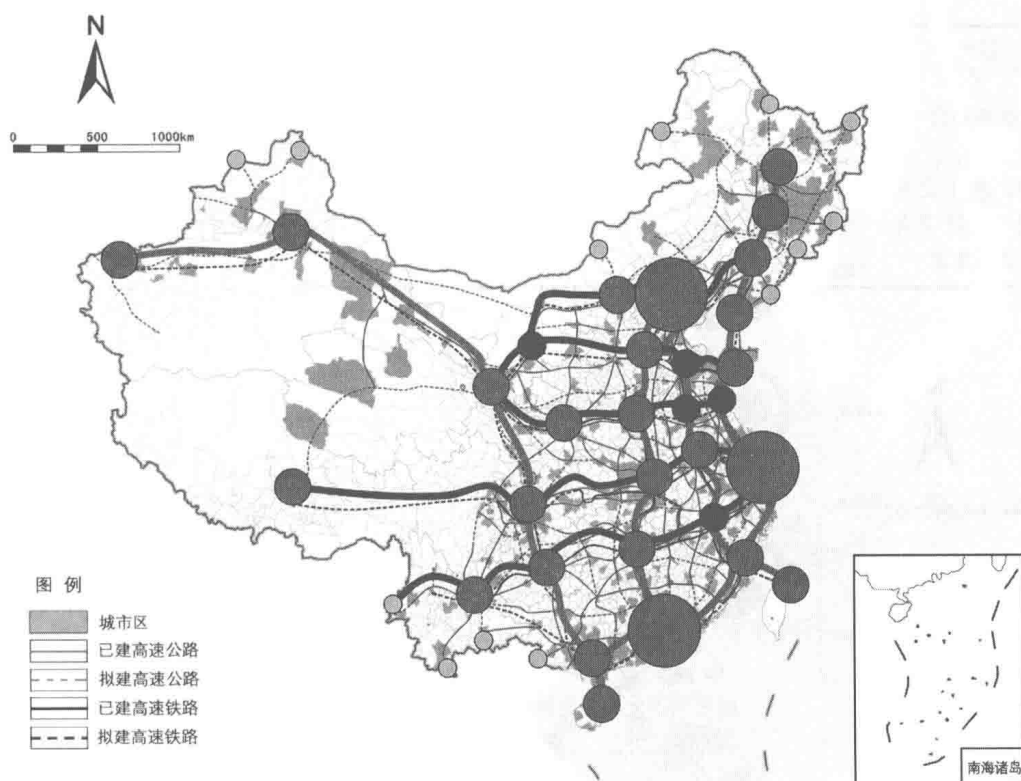 N
0 500 1000km
图 例
城市区
已建高速公路
拟建高速公路
已建高速铁路
拟建高速铁路
南海诸岛